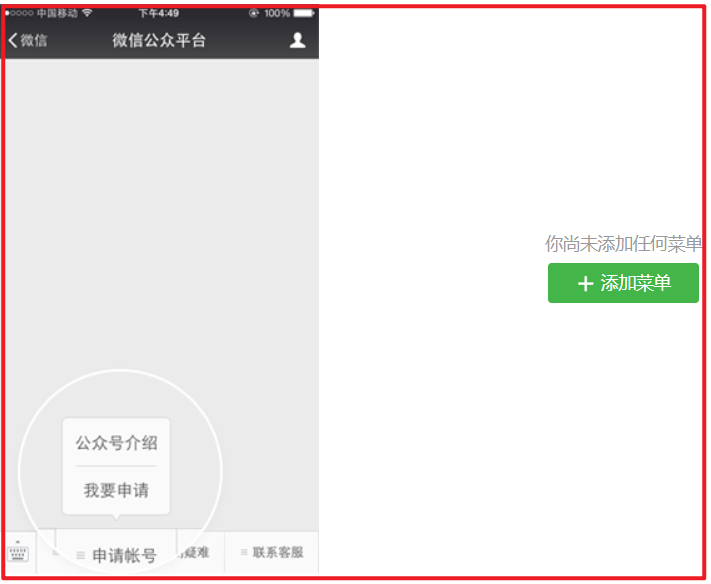 中国移动 下午4:49 100%
微信 微信公众平台
你尚未添加任何菜单
+ 添加菜单
公众号介绍
我要申请
申请帐号 疑难 联系客服